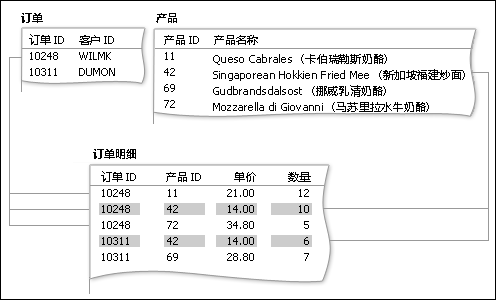 订单 产品
订单 ID 客户 ID 产品 ID 产品名称
10248 WILMK 11 Queso Cabrales（卡伯瑞勒斯奶酪）
10311 DUMON 42 Singaporean Hokkien Fried Mee（新加坡福建炒面）
69 Gudbrandsdalsost（挪威乳清奶酪）
72 Mozzarella di Giovanni（马苏里拉水牛奶酪）
订单明细
订单 ID 产品 ID 单价 数量
10248 11 21.00 12
10248 42 14.00 10
10248 72 34.80 5
10311 42 14.00 6
10311 69 28.80 7